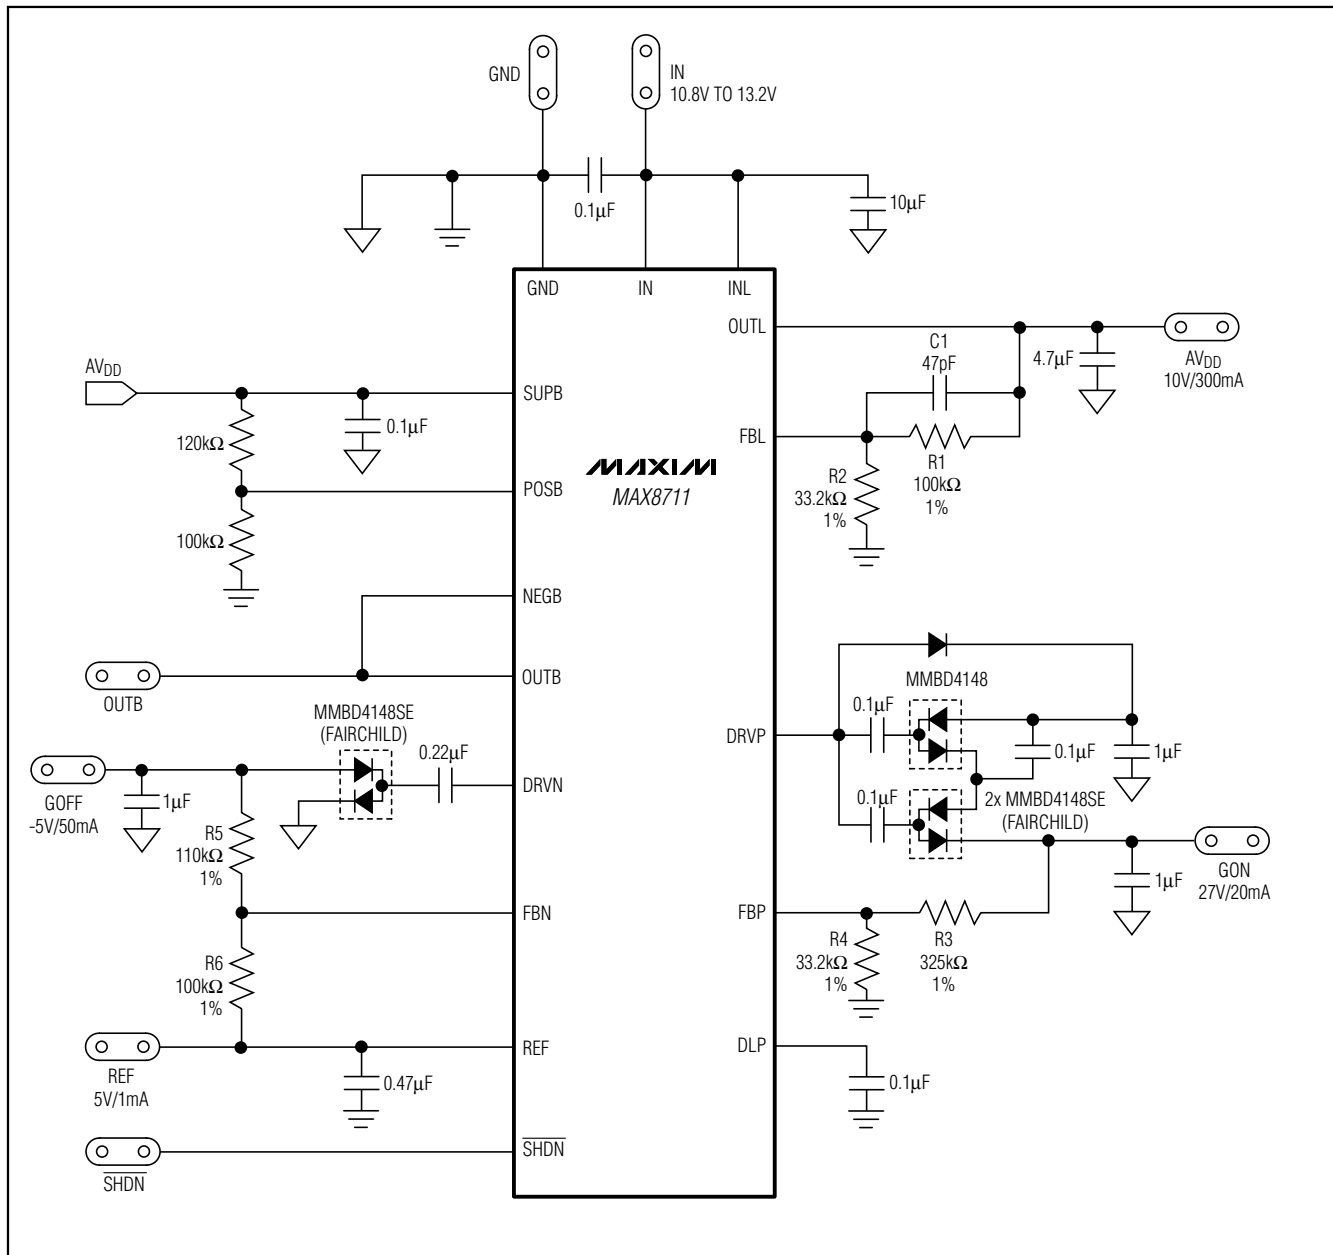 GND
IN
10.8V TO 13.2V
0.1µF
10µF
GND
IN
INL
OUTL
AVDD
SUPB
120kΩ
0.1µF
POSB
100kΩ
NEGB
OUTB
OUTB
MAXIM
MAX8711
C1
47pF
4.7µF
AVDD
10V/300mA
FBL
R2
33.2kΩ
1%
R1
100kΩ
1%
MMBD4148SE
(FAIRCHILD)
0.22µF
DRVN
GOFF
-5V/50mA
1µF
R5
110kΩ
1%
FBN
R6
100kΩ
1%
REF
REF
5V/1mA
0.47µF
SHDN
SHDN
MMBD4148
0.1µF
DRVP
0.1µF
1µF
0.1µF
2x MMBD4148SE
(FAIRCHILD)
GON
27V/20mA
1µF
FBP
R4
33.2kΩ
1%
R3
325kΩ
1%
DLP
0.1µF